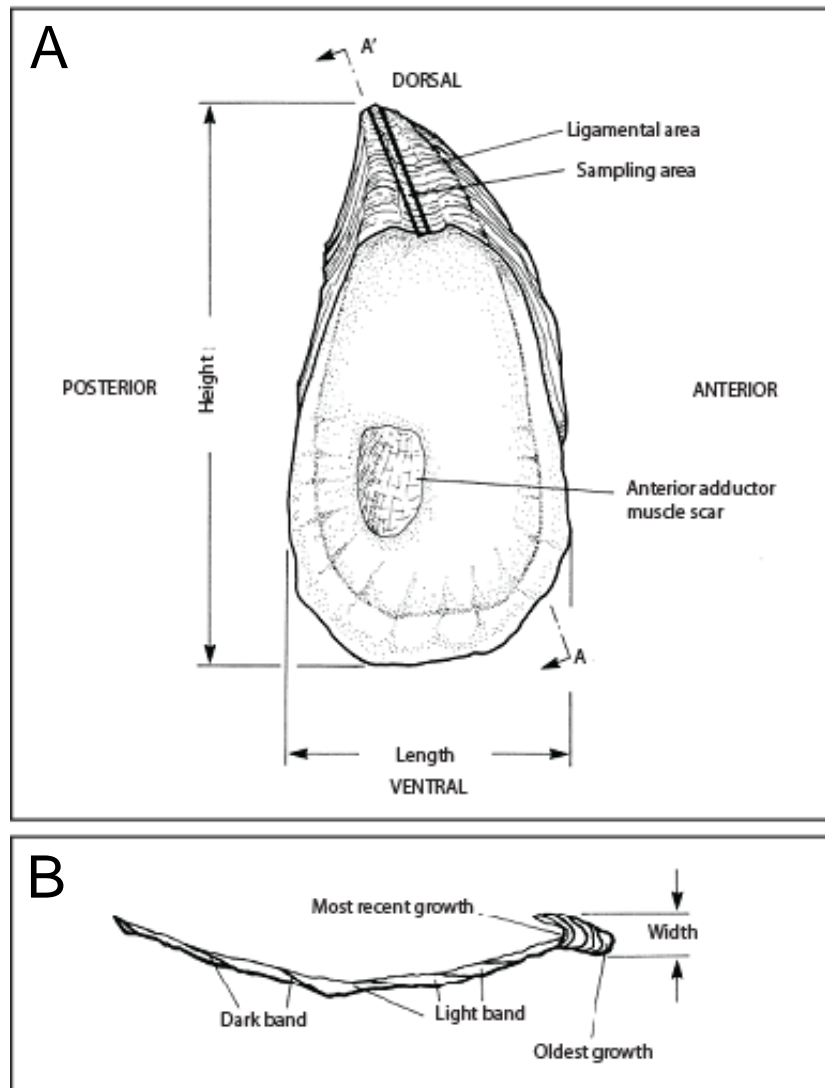 A
A'
DORSAL
Ligamental area
Sampling area
Height
POSTERIOR
ANTERIOR
Anterior adductor
muscle scar
A
Length
VENTRAL
B
Most recent growth
Width
Dark band
Light band
Oldest growth